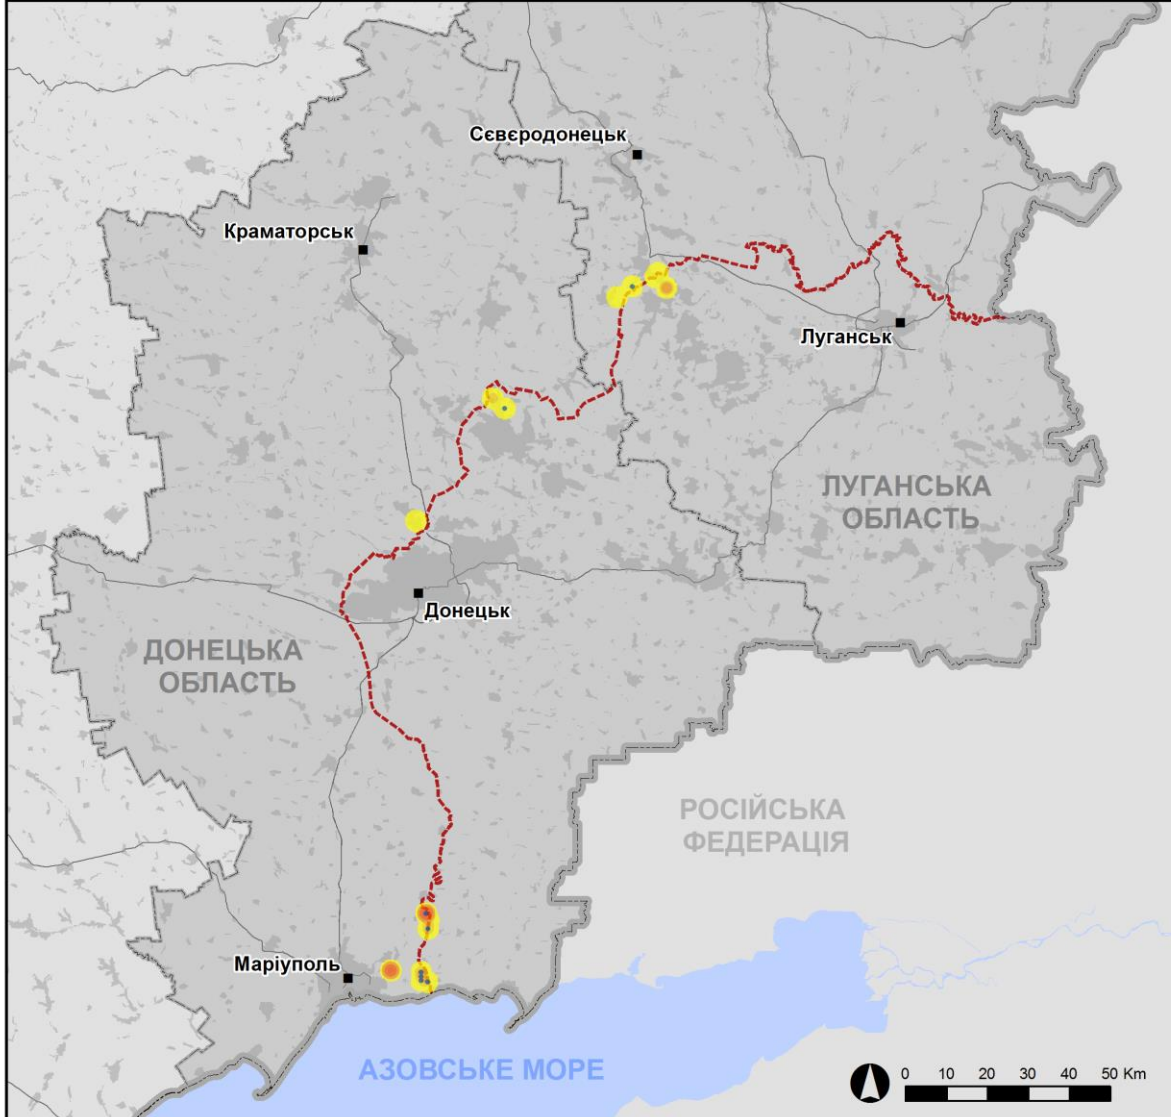 Сєвєродонецьк
Краматорськ
Луганськ
ЛУГАНСЬКА
ОБЛАСТЬ
Донецьк
ДОНЕЦЬКА
ОБЛАСТЬ
РОСІЙСЬКА
ФЕДЕРАЦІЯ
Маріуполь
АЗОВСЬКЕ МОРЕ
0 10 20 30 40 50 Km